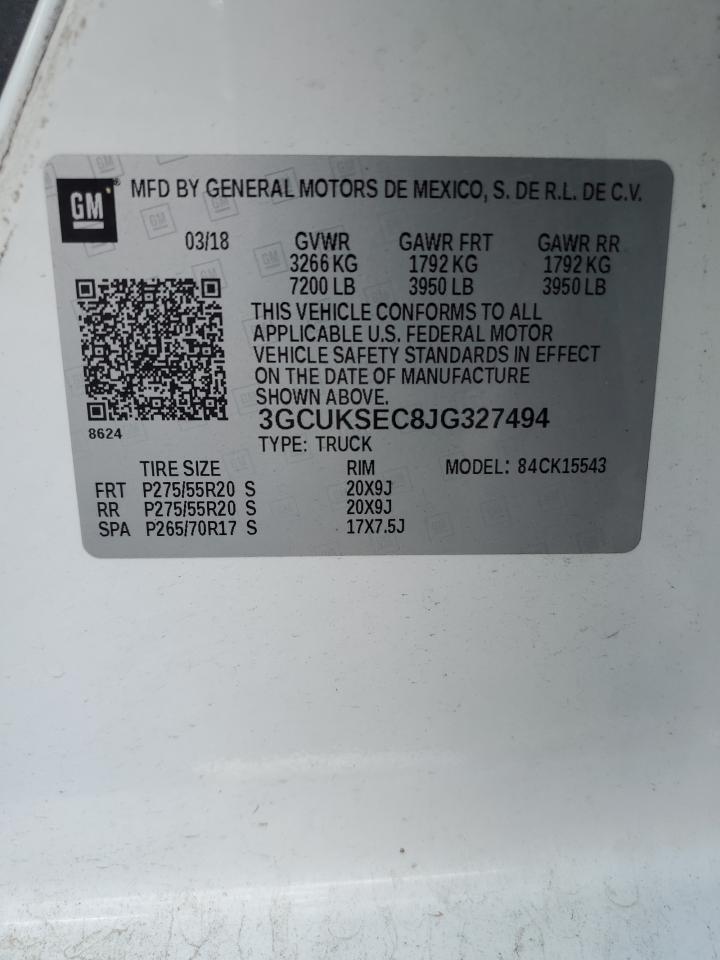 GM
MFD BY GENERAL MOTORS DE MEXICO, S. DE R.L. DE C.V.
03/18 GVWR GAWR FRT GAWR RR
3266 KG 1792 KG 1792 KG
7200 LB 3950 LB 3950 LB
THIS VEHICLE CONFORMS TO ALL
APPLICABLE U.S. FEDERAL MOTOR
VEHICLE SAFETY STANDARDS IN EFFECT
ON THE DATE OF MANUFACTURE
SHOWN ABOVE.
3GCUKSEC8JG327494
8624
TYPE: TRUCK
TIRE SIZE RIM MODEL: 84CK15543
FRT P275/55R20 S 20X9J
RR P275/55R20 S 20X9J
SPA P265/70R17 S 17X7.5J